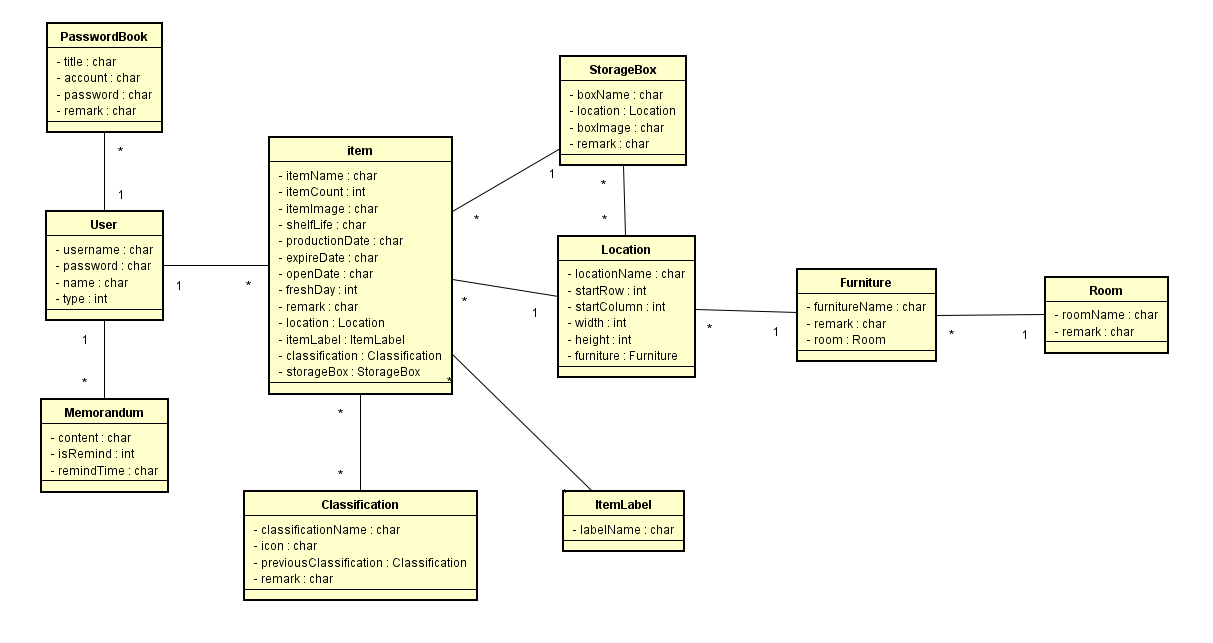 PasswordBook
- title : char
- account : char
- password : char
- remark : char
*
1
User
- username : char
- password : char
- name : char
- type : int
1
*
1
*
Memorandum
- content : char
- isRemind : int
- remindTime : char
item
- itemName : char
- itemCount : int
- itemImage : char
- shelfLife : char
- productionDate : char
- expireDate : char
- openDate : char
- freshDay : int
- remark : char
- location : Location
- itemLabel : ItemLabel
- classification : Classification
- storageBox : StorageBox
*
*
*
1
*
1
*
*
Classification
- classificationName : char
- icon : char
- previousClassification : Classification
- remark : char
StorageBox
- boxName : char
- location : Location
- boxImage : char
- remark : char
*
*
Location
- locationName : char
- startRow : int
- startColumn : int
- width : int
- height : int
- furniture : Furniture
*
1
Furniture
- furnitureName : char
- remark : char
- room : Room
*
1
Room
- roomName : char
- remark : char
*
ItemLabel
- labelName : char